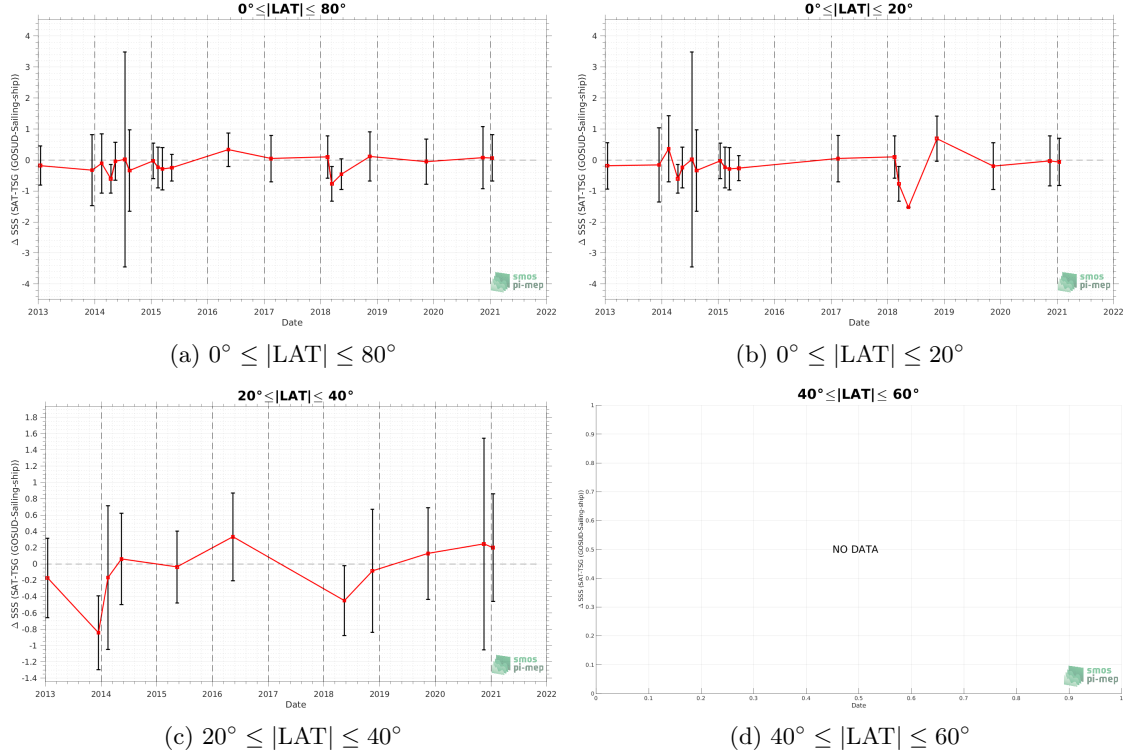 0°≤|LAT|≤ 80°
4
3
2
1
0
-1
-2
-3
-4
Δ SSS (SAT-TSG (GOSUD-Sailing-ship))
2013 2014 2015 2016 2017 2018 2019 2020 2021 2022
Date
smos
pi-mep
(a) 0° ≤ |LAT| ≤ 80°
0°≤|LAT|≤ 20°
4
3
2
1
0
-1
-2
-3
-4
Δ SSS (SAT-TSG (GOSUD-Sailing-ship))
2013 2014 2015 2016 2017 2018 2019 2020 2021 2022
Date
smos
pi-mep
(b) 0° ≤ |LAT| ≤ 20°
20°≤|LAT|≤ 40°
1.8
1.6
1.4
1.2
1
0.8
0.6
0.4
0.2
0
-0.2
-0.4
-0.6
-0.8
-1
-1.2
-1.4
Δ SSS (SAT-TSG (GOSUD-Sailing-ship))
2013 2014 2015 2016 2017 2018 2019 2020 2021 2022
Date
smos
pi-mep
(c) 20° ≤ |LAT| ≤ 40°
40°≤|LAT|≤ 60°
1
0.9
0.8
0.7
0.6
0.5
0.4
0.3
0.2
0.1
0
Δ SSS (SAT-TSG (GOSUD-Sailing-ship))
NO DATA
0 0.1 0.2 0.3 0.4 0.5 0.6 0.7 0.8 0.9 1
Date
smos
pi-mep
(d) 40° ≤ |LAT| ≤ 60°